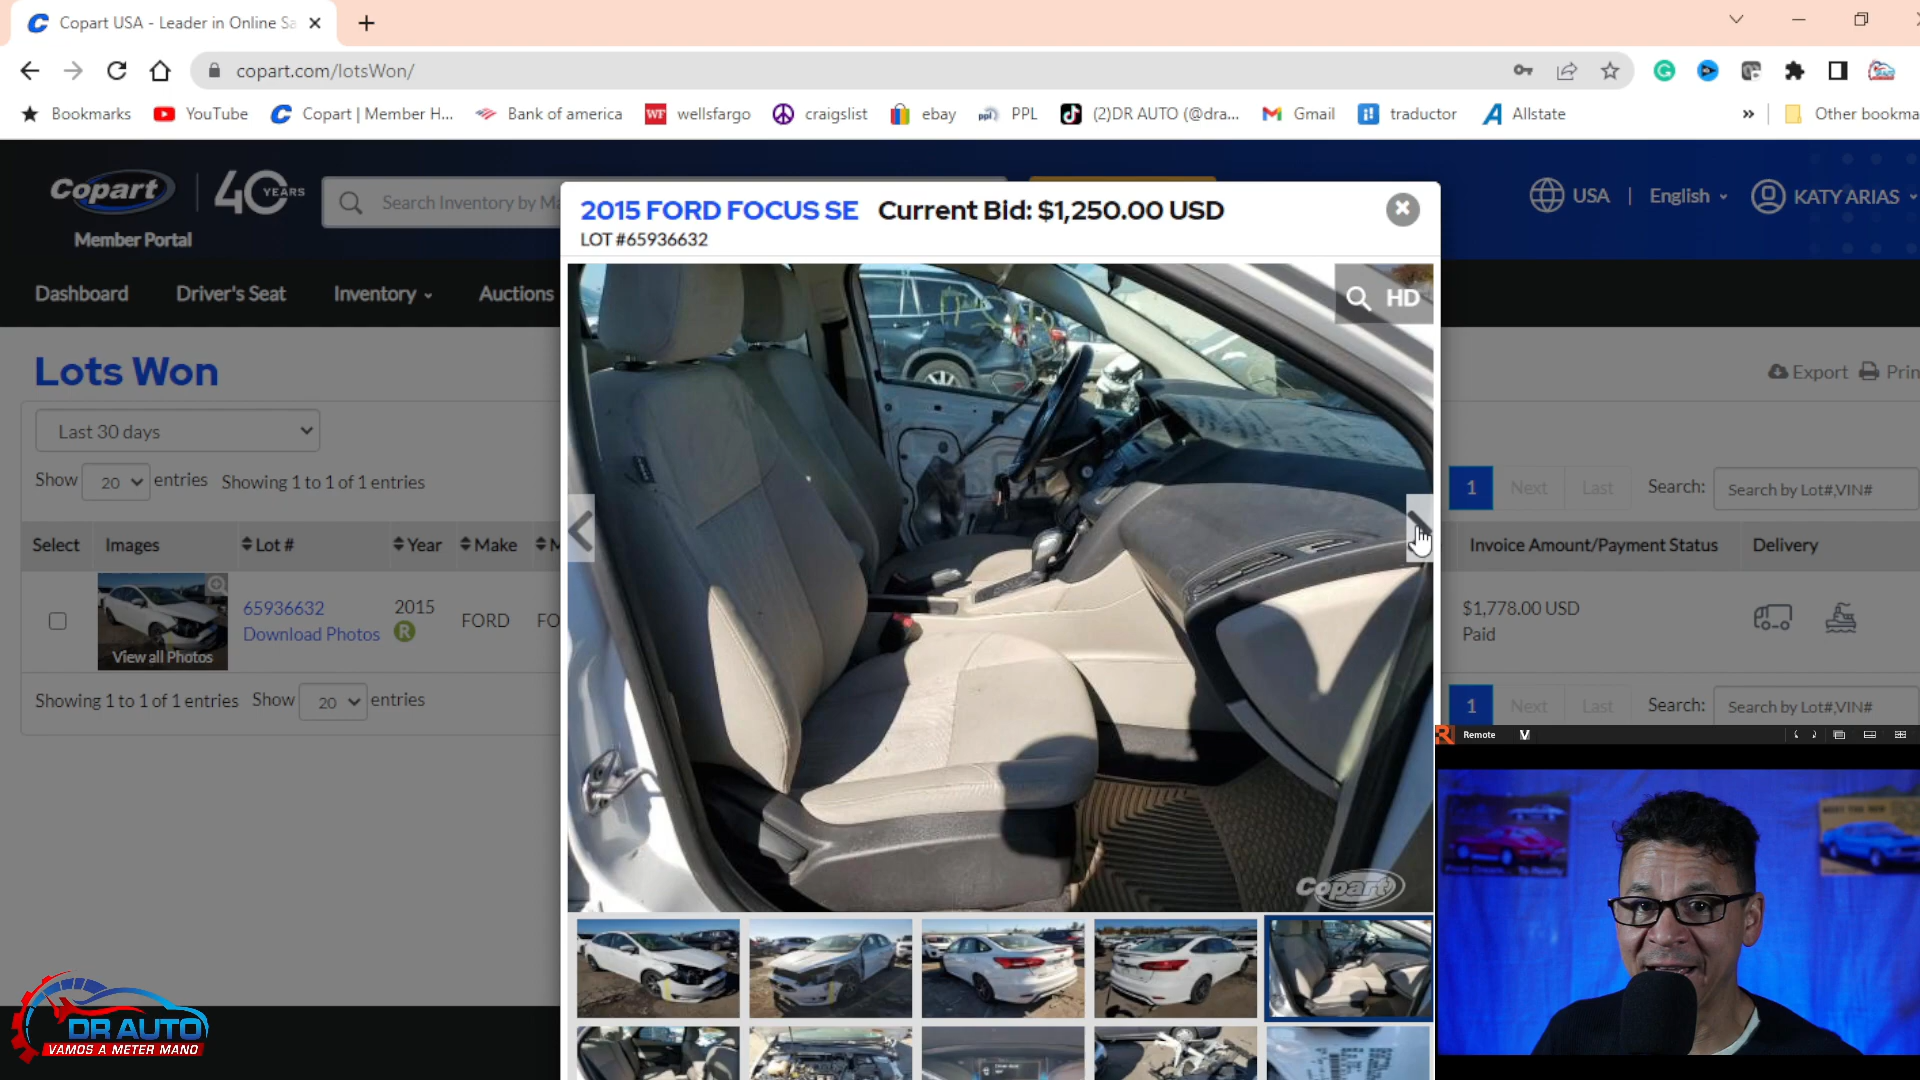 Copart USA - Leader in Online Sa
copart.com/lotsWon/
Bookmarks
YouTube
Copart | Member H...
Bank of america
WF
wellsfargo
craigslist
ebay
ppl
PPL
(2)DR AUTO (@dra...
Gmail
traductor
Allstate
»
Other bookma
Copart
40 YEARS
Member Portal
Search Inventory by Ma
USA
English
KATY ARIAS
2015 FORD FOCUS SE Current Bid: $1,250.00 USD
LOT #65936632
HD
Dashboard
Driver's Seat
Inventory
Auctions
Lots Won
Export
Prin
Last 30 days
Show 20 entries Showing 1 to 1 of 1 entries
1 Next Last Search: Search by Lot#,VIN#
Select Images Lot # Year Make M
Invoice Amount/Payment Status Delivery
View all Photos
65936632
Download Photos
2015
R
FORD
FO
$1,778.00 USD
Paid
Showing 1 to 1 of 1 entries Show 20 entries
1 Next Last Search: Search by Lot#,VIN#
Remote
Copart
DR AUTO
VAMOS A METER MANO